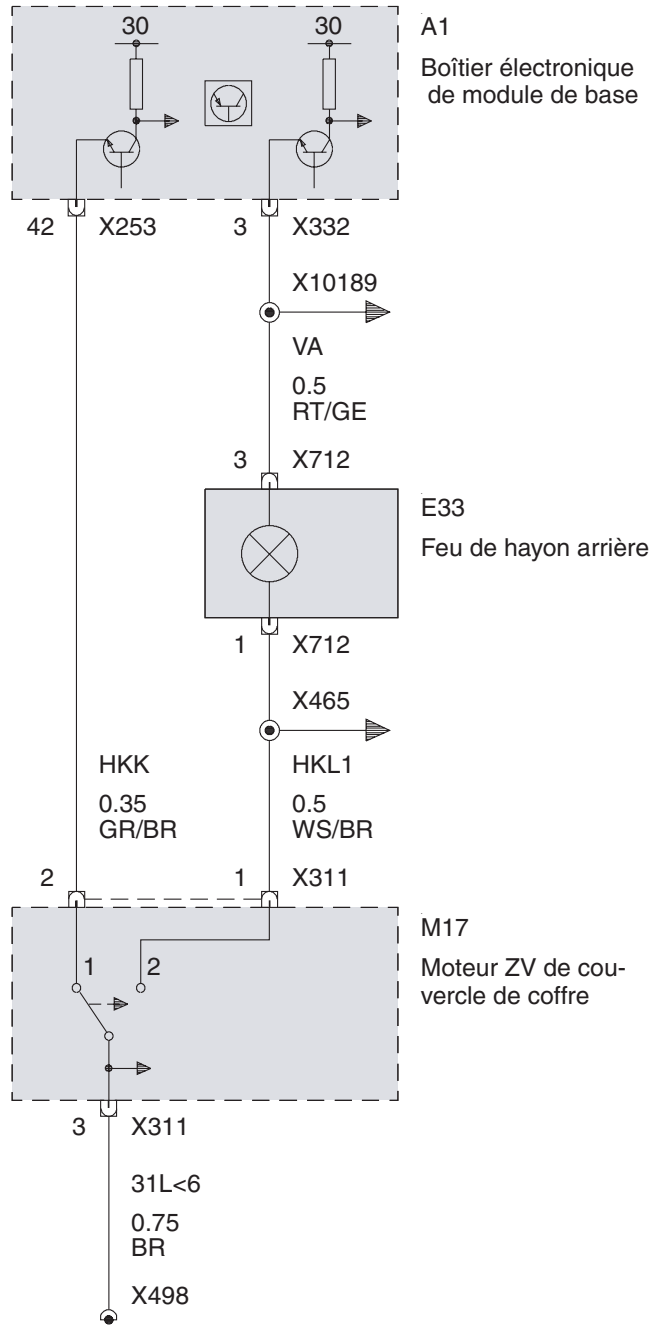 30
30
A1
Boîtier électronique
de module de base
42
X253
3
X332
X10189
VA
0.5
RT/GE
3
X712
E33
Feu de hayon arrière
1
X712
X465
HKK
HKL1
0.35
0.5
GR/BR
WS/BR
2
1
X311
M17
1
2
Moteur ZV de cou-
vercle de coffre
3
X311
31L<6
0.75
BR
X498